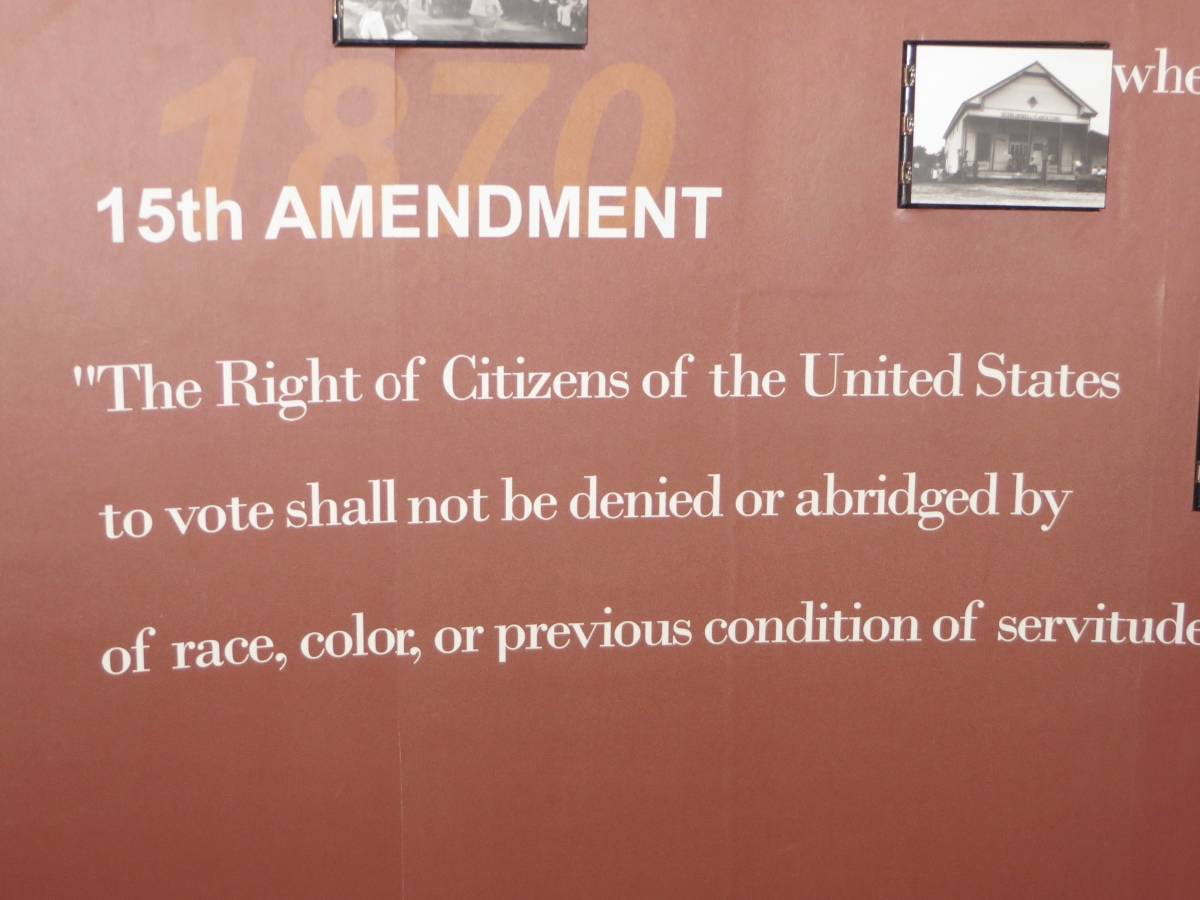 1870
whe
15th AMENDMENT
"The Right of Citizens of the United States
to vote shall not be denied or abridged by
of race, color, or previous condition of servitude